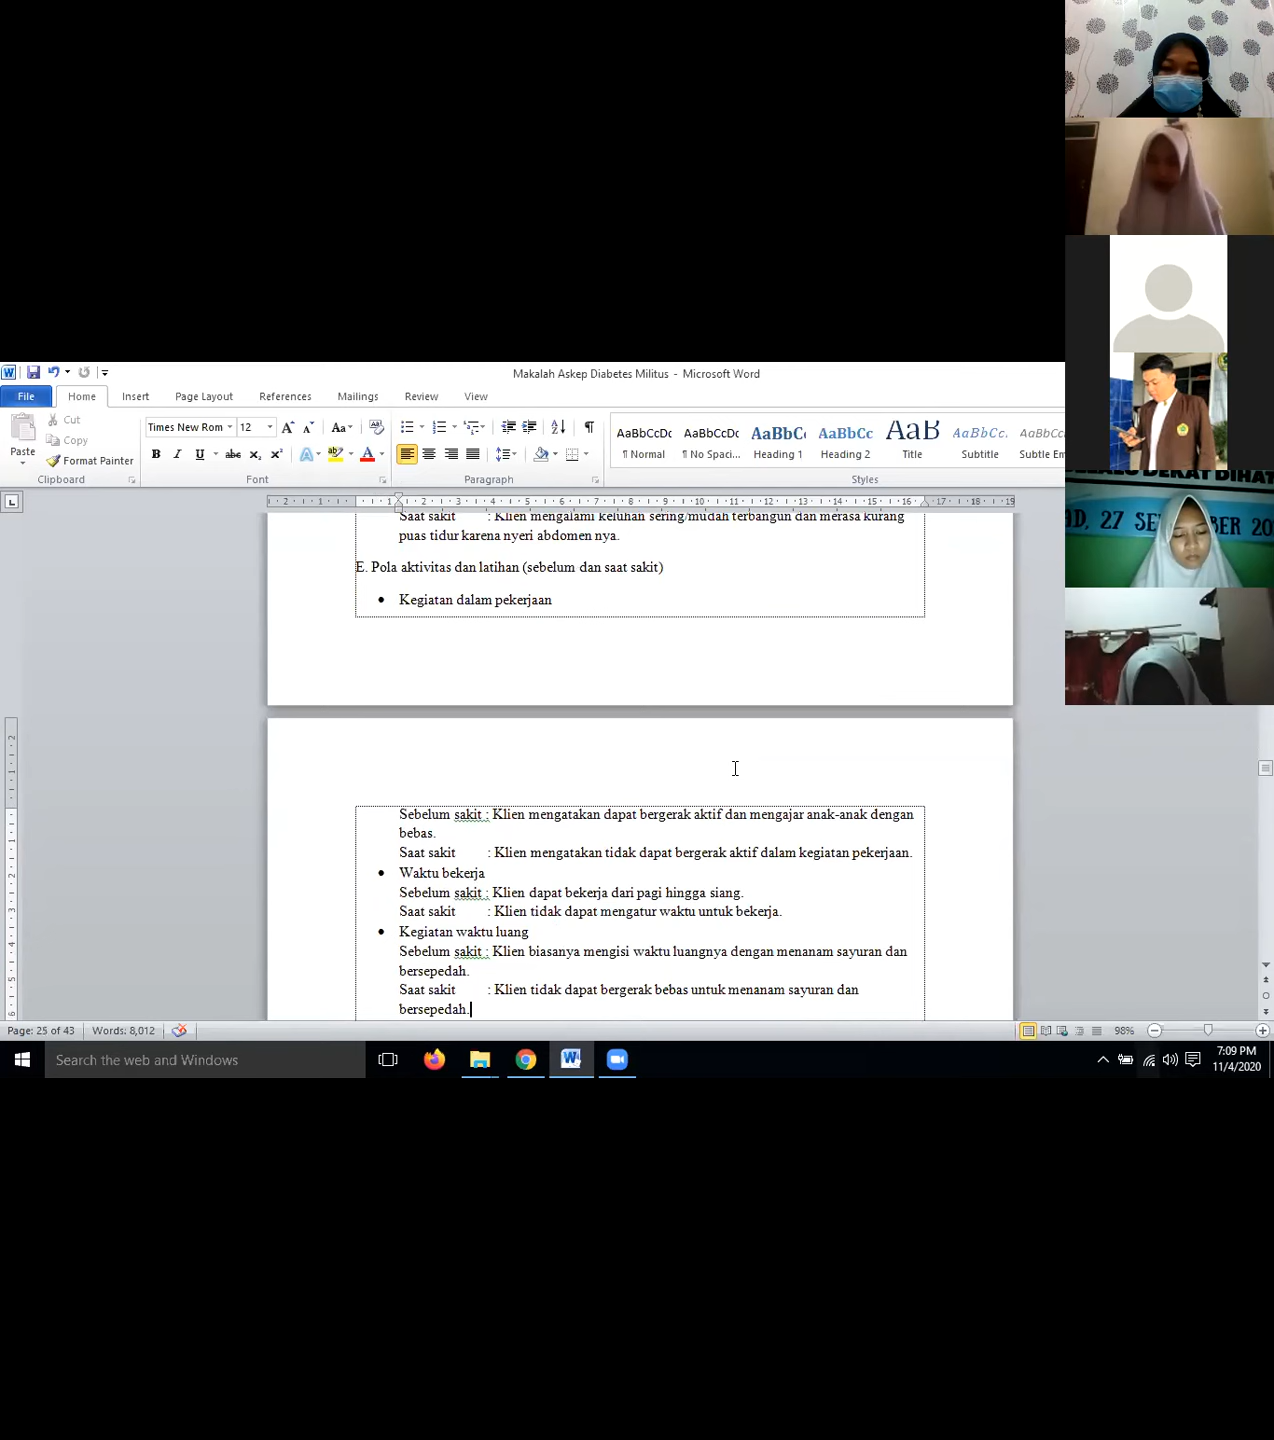 Makalah Askep Diabetes Militus - Microsoft Word
File Home Insert Page Layout References Mailings Review View
Paste
Cut
Copy
Format Painter
Clipboard
Times New Rom 12
Font
Paragraph
AaBbCcDc AaBbCcDc AaBbC AaBbCc AaB AaBbCc. AaBbCcDc
¶ Normal ¶ No Spaci... Heading 1 Heading 2 Title Subtitle Subtle Em
Styles
Saat sakit : Klien mengalami keluhan sering/mudah terbangun dan merasa kurang
puas tidur karena nyeri abdomen nya.
E. Pola aktivitas dan latihan (sebelum dan saat sakit)
• Kegiatan dalam pekerjaan
Sebelum sakit : Klien mengatakan dapat bergerak aktif dan mengajar anak-anak dengan
bebas.
Saat sakit : Klien mengatakan tidak dapat bergerak aktif dalam kegiatan pekerjaan.
• Waktu bekerja
Sebelum sakit : Klien dapat bekerja dari pagi hingga siang.
Saat sakit : Klien tidak dapat mengatur waktu untuk bekerja.
• Kegiatan waktu luang
Sebelum sakit : Klien biasanya mengisi waktu luangnya dengan menanam sayuran dan
bersepedah.
Saat sakit : Klien tidak dapat bergerak bebas untuk menanam sayuran dan
bersepedah.
Page: 25 of 43 Words: 8,012 98%
Search the web and Windows
7:09 PM
11/4/2020
DEKAT DIHAT
AD, 27 SE BER 20